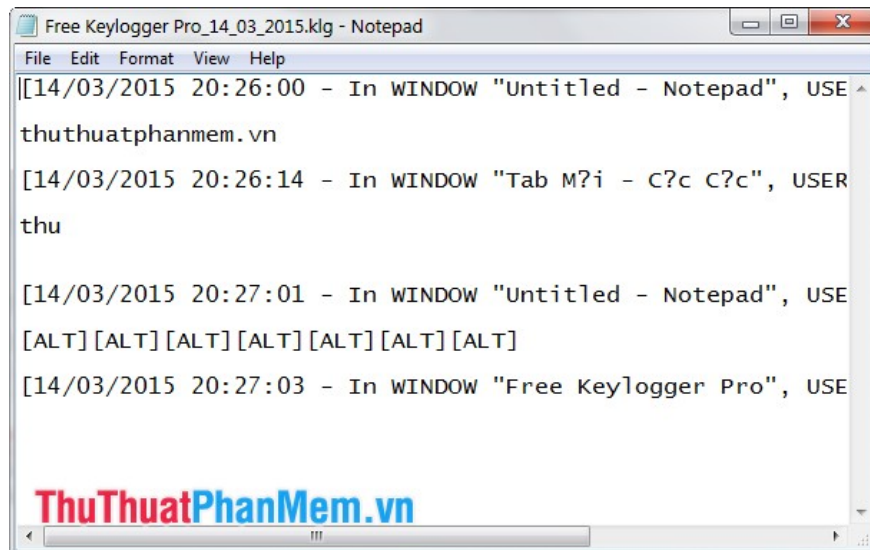 Free Keylogger Pro_14_03_2015.klg - Notepad
File Edit Format View Help
[14/03/2015 20:26:00 - In WINDOW "Untitled - Notepad", USE
thuthuatphanmem.vn
[14/03/2015 20:26:14 - In WINDOW "Tab M?i - C?c C?c", USER
thu
[14/03/2015 20:27:01 - In WINDOW "Untitled - Notepad", USE
[ALT][ALT][ALT][ALT][ALT][ALT][ALT]
[14/03/2015 20:27:03 - In WINDOW "Free Keylogger Pro", USE
ThuThuatPhanMem.vn